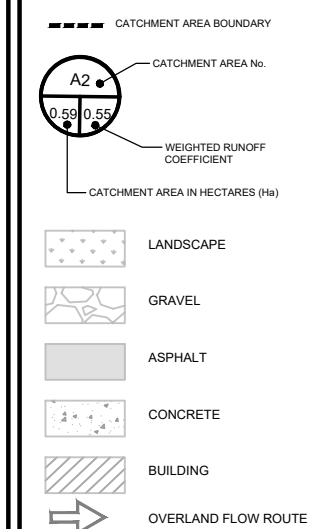 CATCHMENT AREA BOUNDARY
CATCHMENT AREA No.
A2
0.59 0.55
WEIGHTED RUNOFF
COEFFICIENT
CATCHMENT AREA IN HECTARES (Ha)
LANDSCAPE
GRAVEL
ASPHALT
CONCRETE
BUILDING
OVERLAND FLOW ROUTE